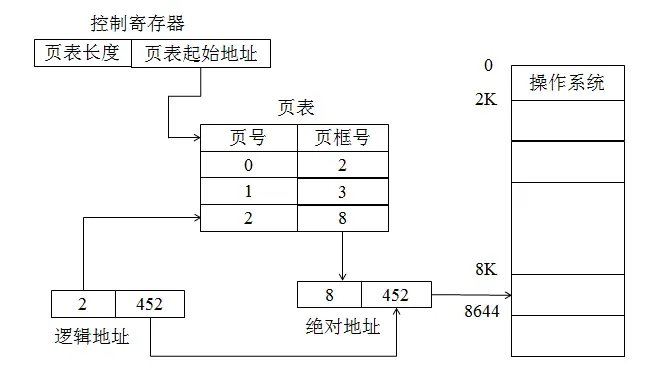 控制寄存器
页表长度 页表起始地址
页表
页号 页框号
0 2
1 3
2 8
2 452
逻辑地址
8 452
绝对地址
0
操作系统
2K
8K
8644